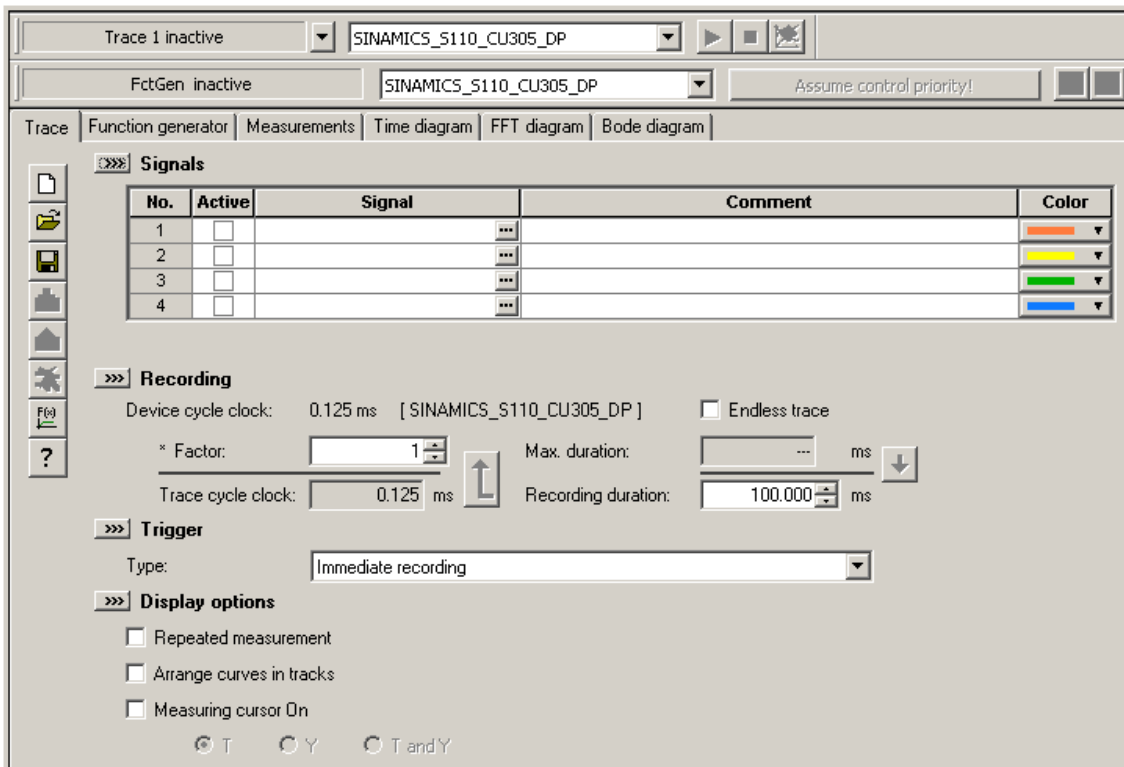 Trace 1 inactive SINAMICS_S110_CU305_DP
FctGen inactive SINAMICS_S110_CU305_DP Assume control priority!
Trace Function generator Measurements Time diagram FFT diagram Bode diagram
>>> Signals
No. Active Signal Comment Color
1 ...
2 ...
3 ...
4 ...
>>> Recording
Device cycle clock: 0.125 ms [ SINAMICS_S110_CU305_DP ] Endless trace
* Factor: 1 Max. duration: --- ms
Trace cycle clock: 0.125 ms Recording duration: 100.000 ms
>>> Trigger
Type: Immediate recording
>>> Display options
Repeated measurement
Arrange curves in tracks
Measuring cursor On
T Y T and Y
F(x)
?